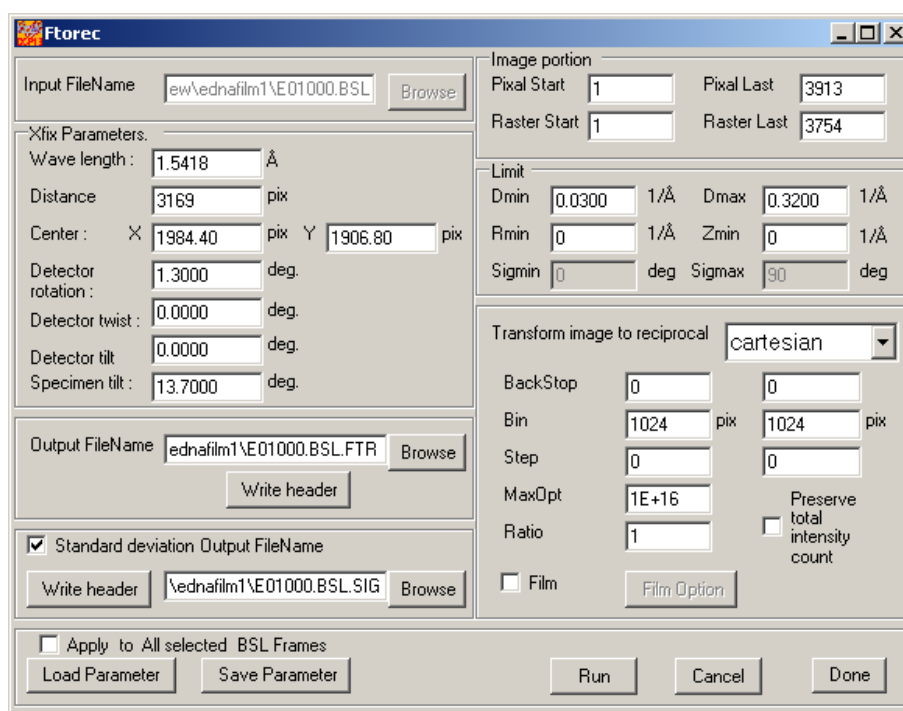 Ftorec
Input FileName ew\ednafilm1\E01000.BSL Browse
Xfix Parameters.
Wave length : 1.5418 Å
Distance 3169 pix
Center : X 1984.40 pix Y 1906.80 pix
Detector rotation : 1.3000 deg.
Detector twist : 0.0000 deg.
Detector tilt 0.0000 deg.
Specimen tilt : 13.7000 deg.
Output FileName ednafilm1\E01000.BSL.FTR Browse
Write header
Standard deviation Output FileName
Write header \ednafilm1\E01000.BSL.SIG Browse
Image portion
Pixal Start 1 Pixal Last 3913
Raster Start 1 Raster Last 3754
Limit
Dmin 0.0300 1/Å Dmax 0.3200 1/Å
Rmin 0 1/Å Zmin 0 1/Å
Sigmin 0 deg Sigmax 90 deg
Transform image to reciprocal cartesian
BackStop 0 0
Bin 1024 pix 1024 pix
Step 0 0
MaxOpt 1E+16
Ratio 1
Preserve
total
intensity
count
Film Film Option
Apply to All selected BSL Frames
Load Parameter Save Parameter Run Cancel Done